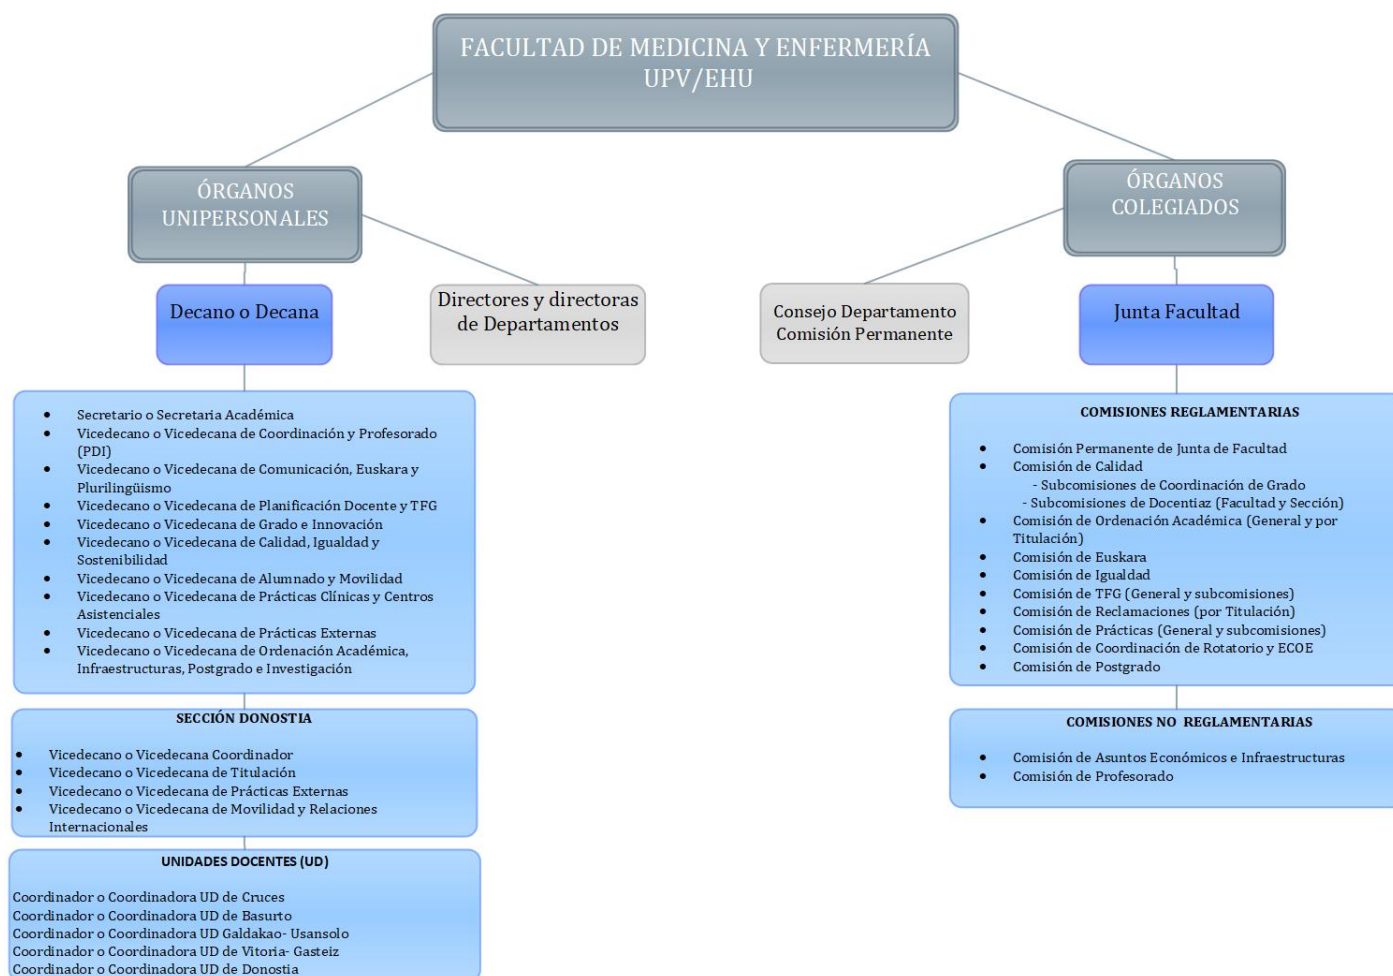 FACULTAD DE MEDICINA Y ENFERMERÍA
UPV/EHU
ÓRGANOS
UNIPERSONALES
ÓRGANOS
COLEGIADOS
Decano o Decana
Directores y directoras
de Departamentos
Consejo Departamento
Comisión Permanente
Junta Facultad
• Secretario o Secretaria Académica
• Vicedecano o Vicedecana de Coordinación y Profesorado
(PDI)
• Vicedecano o Vicedecana de Comunicación, Euskara y
Plurilingüismo
• Vicedecano o Vicedecana de Planificación Docente y TFG
• Vicedecano o Vicedecana de Grado e Innovación
• Vicedecano o Vicedecana de Calidad, Igualdad y
Sostenibilidad
• Vicedecano o Vicedecana de Alumnado y Movilidad
• Vicedecano o Vicedecana de Prácticas Clínicas y Centros
Asistenciales
• Vicedecano o Vicedecana de Prácticas Externas
• Vicedecano o Vicedecana de Ordenación Académica,
Infraestructuras, Postgrado e Investigación
SECCIÓN DONOSTIA
• Vicedecano o Vicedecana Coordinador
• Vicedecano o Vicedecana de Titulación
• Vicedecano o Vicedecana de Prácticas Externas
• Vicedecano o Vicedecana de Movilidad y Relaciones
Internacionales
UNIDADES DOCENTES (UD)
Coordinador o Coordinadora UD de Cruces
Coordinador o Coordinadora UD de Basurto
Coordinador o Coordinadora UD Galdakao- Usansolo
Coordinador o Coordinadora UD de Vitoria- Gasteiz
Coordinador o Coordinadora UD de Donostia
COMISIONES REGLAMENTARIAS
• Comisión Permanente de Junta de Facultad
• Comisión de Calidad
- Subcomisiones de Coordinación de Grado
- Subcomisiones de Docentiaz (Facultad y Sección)
• Comisión de Ordenación Académica (General y por
Titulación)
• Comisión de Euskara
• Comisión de Igualdad
• Comisión de TFG (General y subcomisiones)
• Comisión de Reclamaciones (por Titulación)
• Comisión de Prácticas (General y subcomisiones)
• Comisión de Coordinación de Rotatorio y ECOE
• Comisión de Postgrado
COMISIONES NO REGLAMENTARIAS
• Comisión de Asuntos Económicos e Infraestructuras
• Comisión de Profesorado